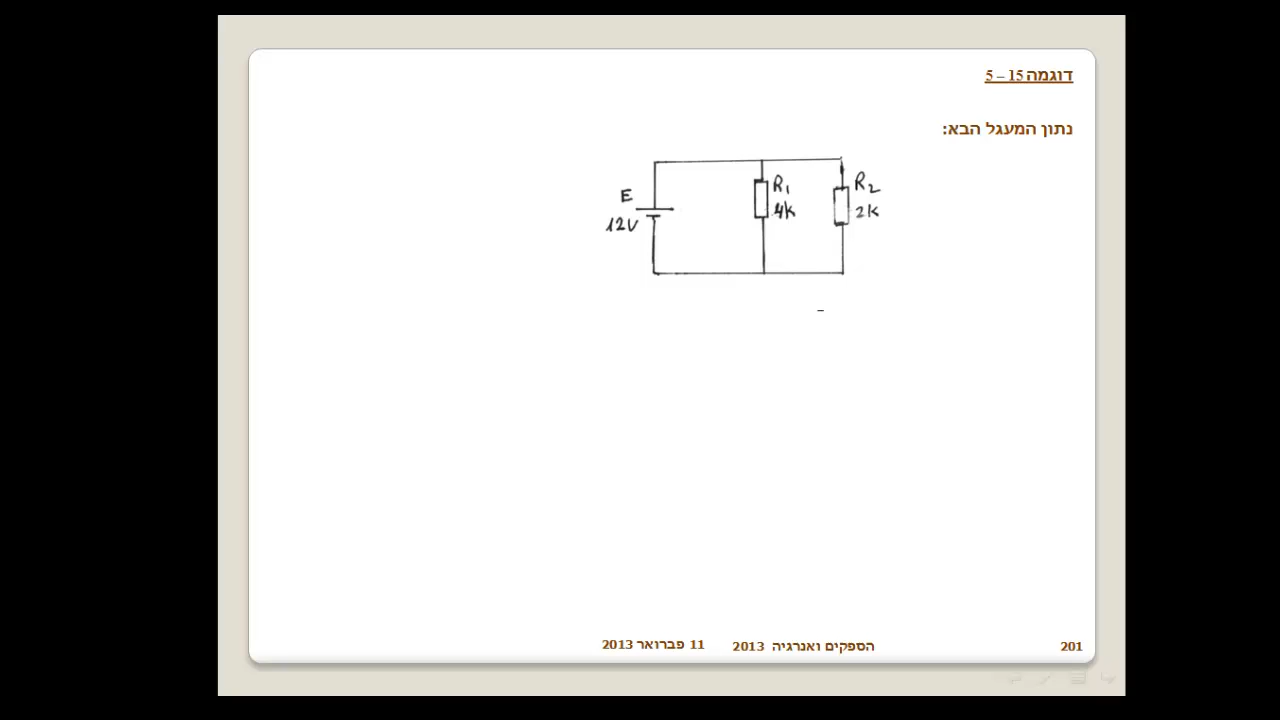 דוגמה 15 – 5
נתון המעגל הבא:
E
12V
R1
4k
R2
2k
201
הספקים ואנרגיה 2013
11 פברואר 2013